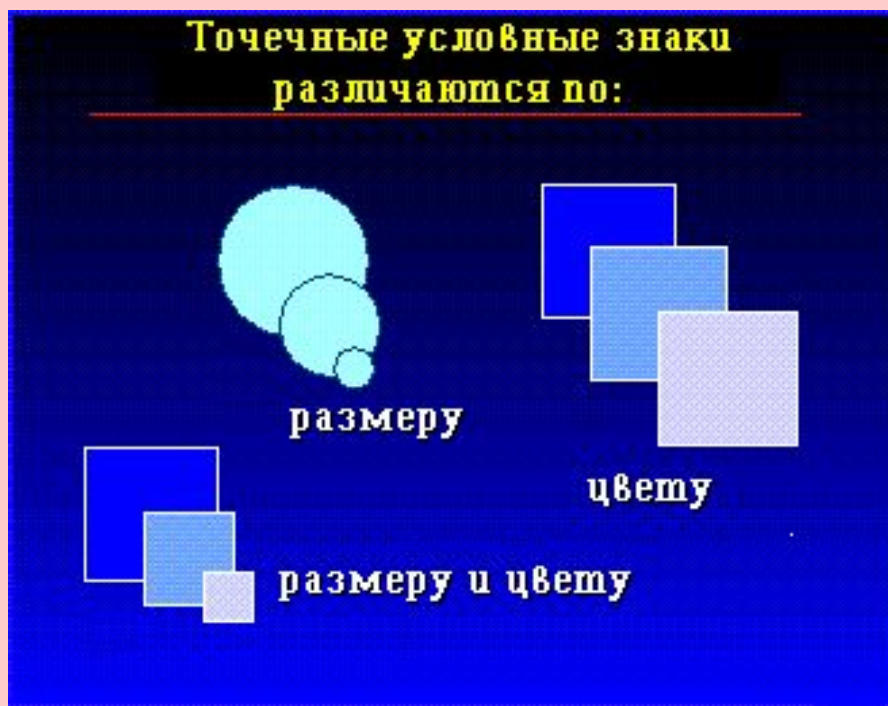 Точечные условные знаки
различаются по:
размеру
цвету
размеру и цвету